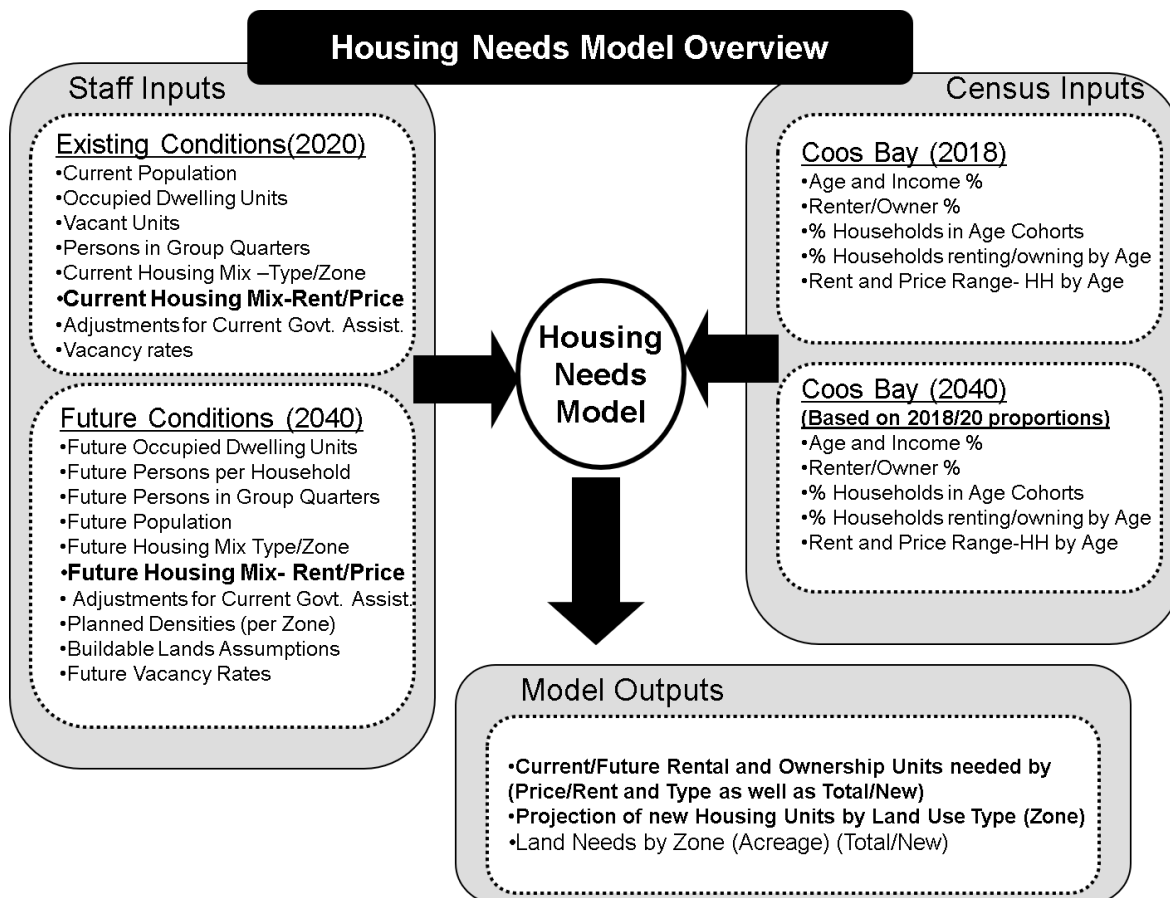 Housing Needs Model Overview
Staff Inputs
Existing Conditions(2020)
•Current Population
•Occupied Dwelling Units
•Vacant Units
•Persons in Group Quarters
•Current Housing Mix –Type/Zone
•Current Housing Mix-Rent/Price
•Adjustments for Current Govt. Assist.
•Vacancy rates
Future Conditions (2040)
•Future Occupied Dwelling Units
•Future Persons per Household
•Future Persons in Group Quarters
•Future Population
•Future Housing Mix Type/Zone
•Future Housing Mix- Rent/Price
• Adjustments for Current Govt. Assist.
•Planned Densities (per Zone)
•Buildable Lands Assumptions
•Future Vacancy Rates
Housing
Needs
Model
Census Inputs
Coos Bay (2018)
•Age and Income %
•Renter/Owner %
•% Households in Age Cohorts
•% Households renting/owning by Age
•Rent and Price Range- HH by Age
Coos Bay (2040)
(Based on 2018/20 proportions)
•Age and Income %
•Renter/Owner %
•% Households in Age Cohorts
•% Households renting/owning by Age
•Rent and Price Range-HH by Age
Model Outputs
•Current/Future Rental and Ownership Units needed by
(Price/Rent and Type as well as Total/New)
•Projection of new Housing Units by Land Use Type (Zone)
•Land Needs by Zone (Acreage) (Total/New)